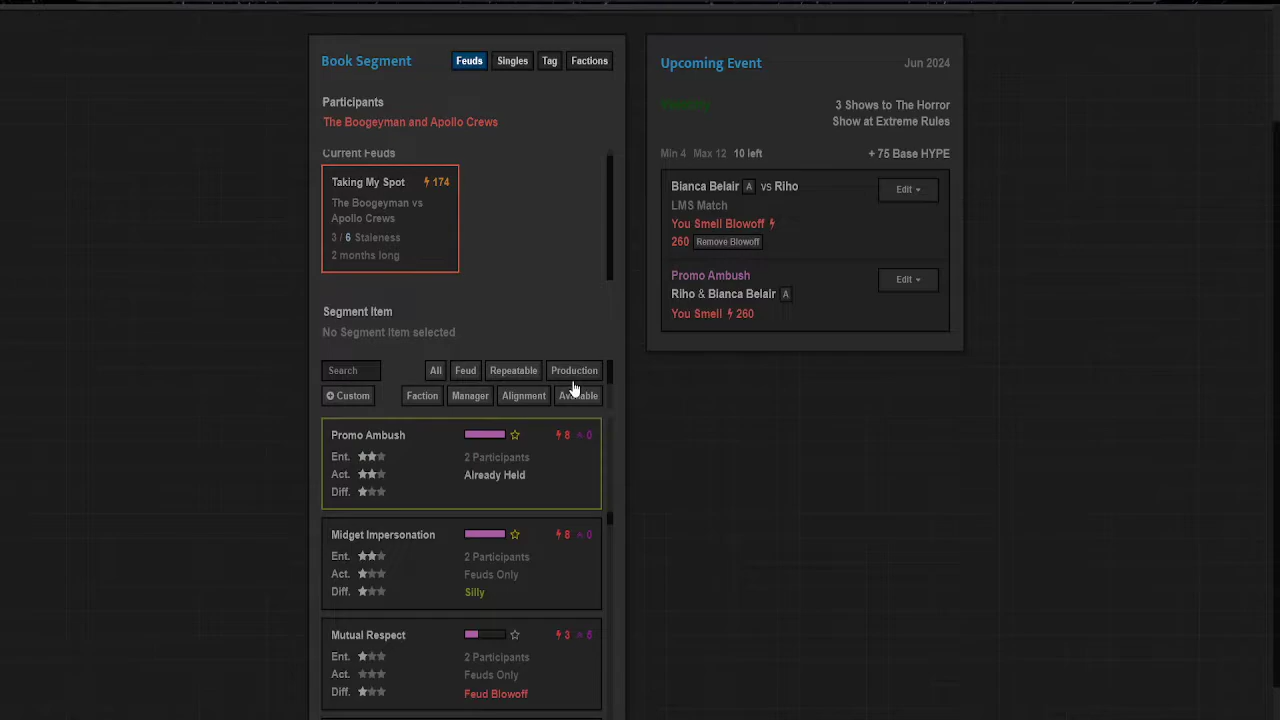 Book Segment
Feuds
Singles
Tag
Factions
Participants
The Boogeyman and Apollo Crews
Current Feuds
Taking My Spot
174
The Boogeyman vs
Apollo Crews
3 / 6 Staleness
2 months long
Segment Item
No Segment Item selected
Search
All
Feud
Repeatable
Production
Custom
Faction
Manager
Alignment
Available
Promo Ambush
8
0
Ent.
2 Participants
Act.
Already Held
Diff.
Midget Impersonation
8
0
Ent.
2 Participants
Act.
Feuds Only
Diff.
Silly
Mutual Respect
3
6
Ent.
2 Participants
Act.
Feuds Only
Diff.
Feud Blowoff
Upcoming Event
Jun 2024
3 Shows to The Horror
Show at Extreme Rules
Min 4 Max 12 10 left
+ 75 Base HYPE
Bianca Belair A vs Riho
Edit
LMS Match
You Smell Blowoff
260 Remove Blowoff
Promo Ambush
Edit
Riho & Bianca Belair A
You Smell 260